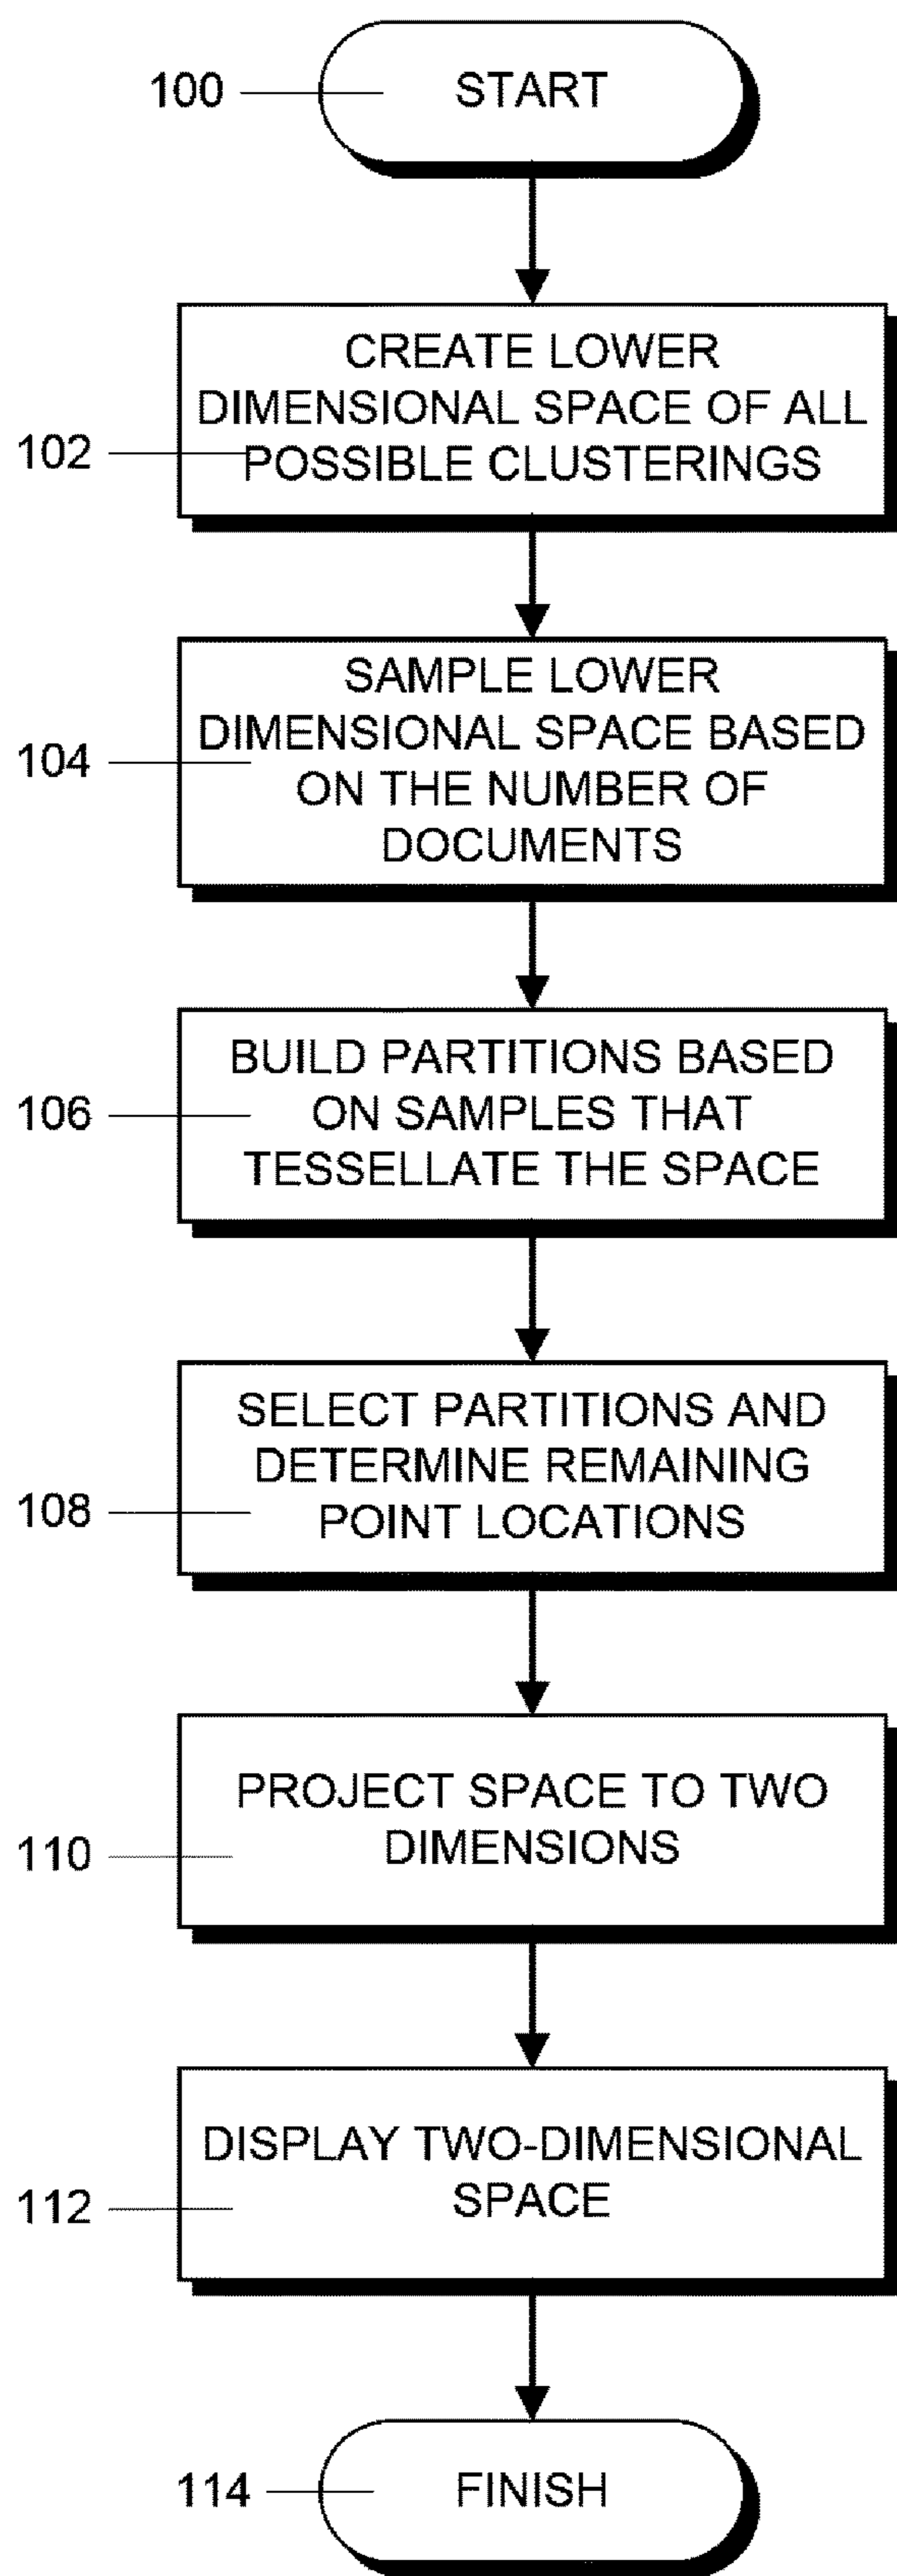 100
START
CREATE LOWER
DIMENSIONAL SPACE OF ALL
102
POSSIBLE CLUSTERINGS
SAMPLE LOWER
DIMENSIONAL SPACE BASED
104
ON THE NUMBER OF
DOCUMENTS
BUILD PARTITIONS BASED
106
ON SAMPLES THAT
TESSELLATE THE SPACE
SELECT PARTITIONS AND
DETERMINE REMAINING
108
POINT LOCATIONS
PROJECT SPACE TO TWO
DIMENSIONS
110
DISPLAY TWO-DIMENSIONAL
SPACE
112
114
FINISH